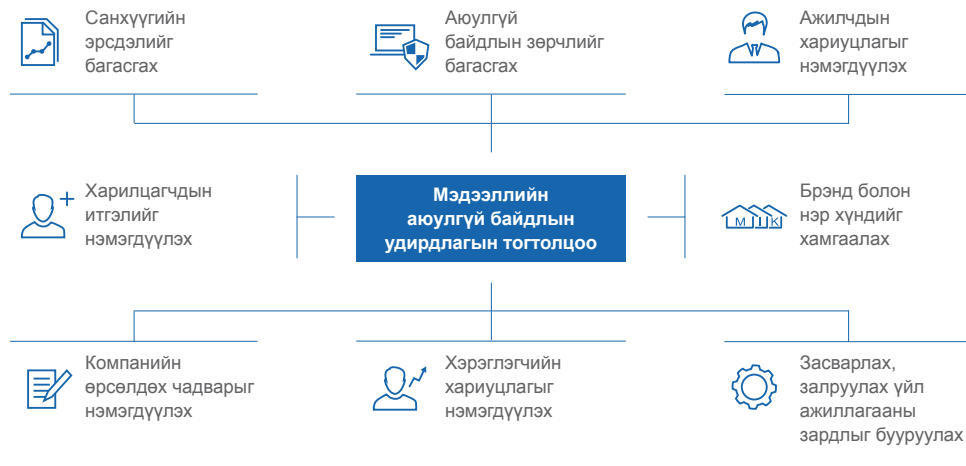 Санхүүгийн
эрсдэлийг
багасгах
Аюулгүй
байдлын зөрчлийг
багасгах
Ажилчдын
хариуцлагыг
нэмэгдүүлэх
Харилцагчдын
итгэлийг
нэмэгдүүлэх
Мэдээллийн
аюулгүй байдлын
удирдлагын тогтолцоо
М И К
Брэнд болон
нэр хүндийг
хамгаалах
Компанийн
өрсөлдөх чадварыг
нэмэгдүүлэх
Хэрэглэгчийн
хариуцлагыг
нэмэгдүүлэх
Засварлах,
залруулах үйл
ажиллагааны
зардлыг бууруулах